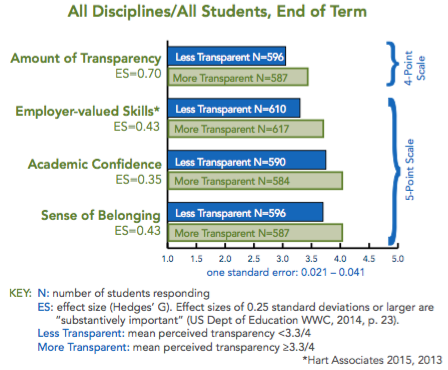 All Disciplines/All Students, End of Term
Amount of Transparency
ES=0.70
Less Transparent N=596
More Transparent N=587
4-Point Scale
Employer-valued Skills*
ES=0.43
Less Transparent N=610
More Transparent N=617
Academic Confidence
ES=0.35
Less Transparent N=590
More Transparent N=584
Sense of Belonging
ES=0.43
Less Transparent N=596
More Transparent N=587
5-Point Scale
1.0 1.5 2.0 2.5 3.0 3.5 4.0 4.5 5.0
one standard error: 0.021 – 0.041
KEY: N: number of students responding
ES: effect size (Hedges' G). Effect sizes of 0.25 standard deviations or larger are
"substantively important" (US Dept of Education WWC, 2014, p. 23).
Less Transparent: mean perceived transparency <3.3/4
More Transparent: mean perceived transparency ≥3.3/4
*Hart Associates 2015, 2013